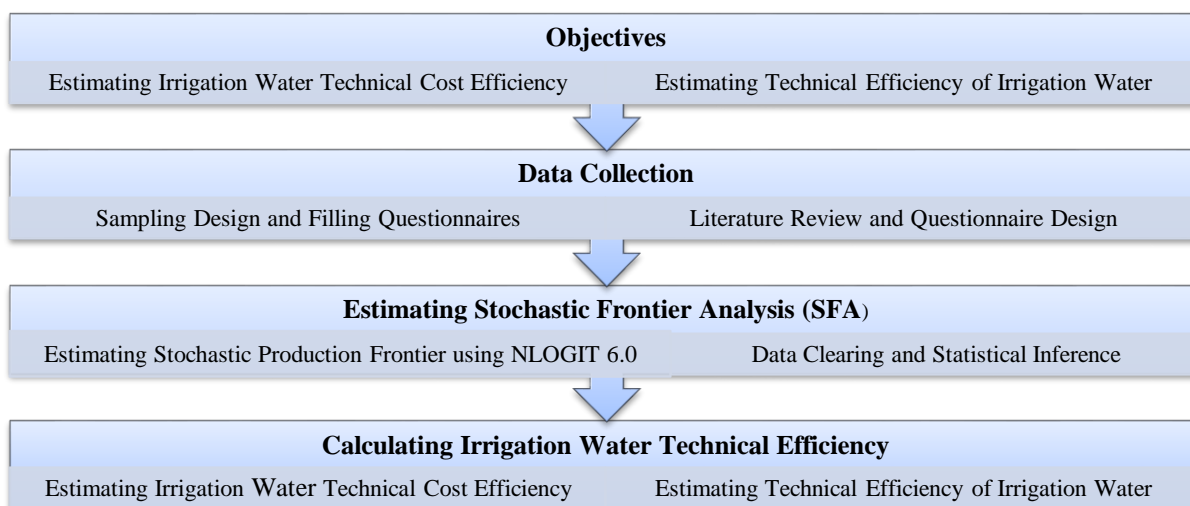 Objectives
Estimating Irrigation Water Technical Cost Efficiency
Estimating Technical Efficiency of Irrigation Water
Data Collection
Sampling Design and Filling Questionnaires
Literature Review and Questionnaire Design
Estimating Stochastic Frontier Analysis (SFA)
Estimating Stochastic Production Frontier using NLOGIT 6.0
Data Clearing and Statistical Inference
Calculating Irrigation Water Technical Efficiency
Estimating Irrigation Water Technical Cost Efficiency
Estimating Technical Efficiency of Irrigation Water